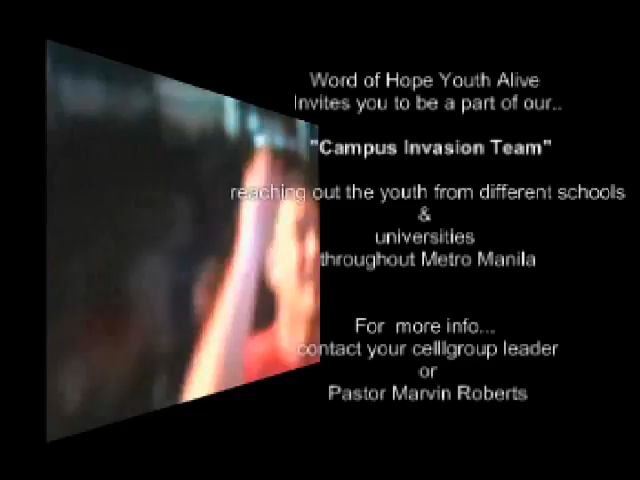 Word of Hope Youth Alive
Invites you to be a part of our..
"Campus Invasion Team"
reaching out the youth from different schools
&
universities
throughout Metro Manila
For more info...
contact your celllgroup leader
or
Pastor Marvin Roberts